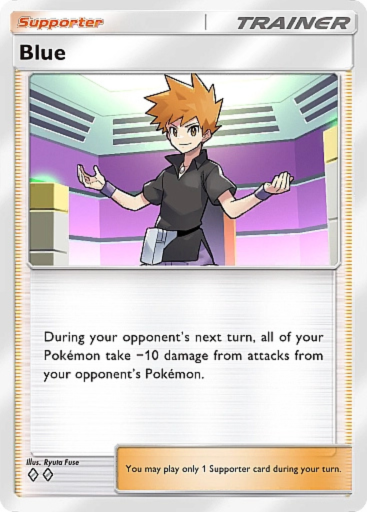 Supporter
TRAINER
Blue
During your opponent's next turn, all of your
Pokémon take −10 damage from attacks from
your opponent's Pokémon.
Illus. Ryuta Fuse
You may play only 1 Supporter card during your turn.